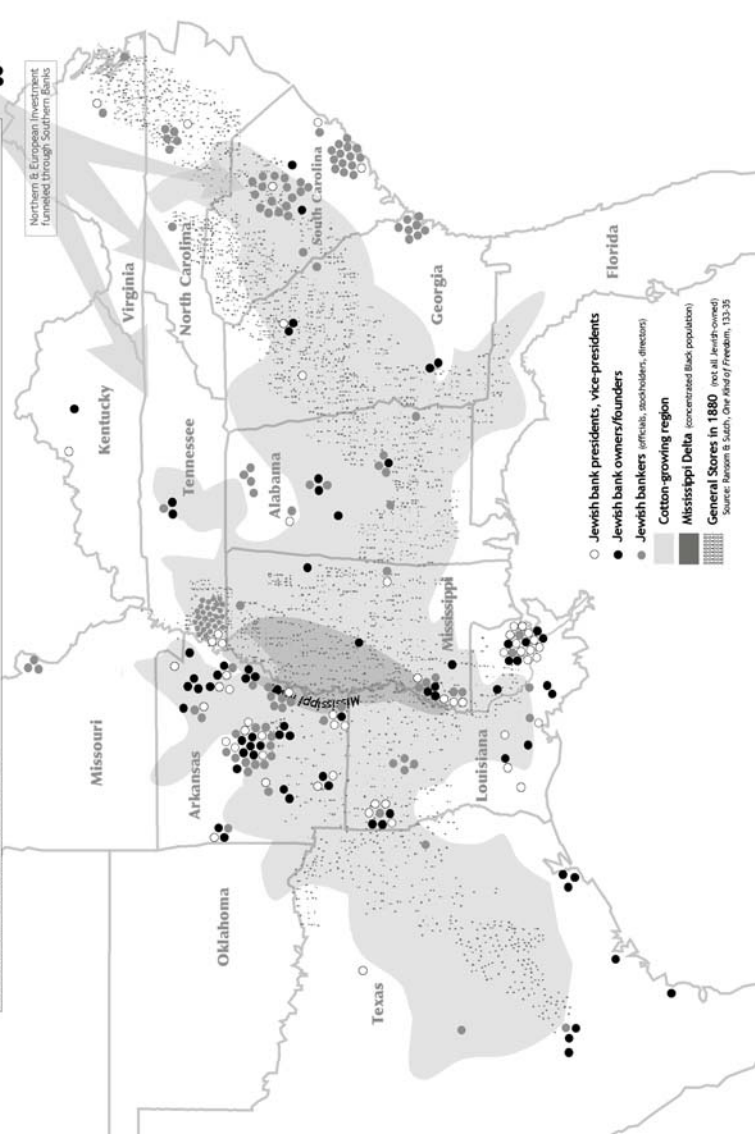 Northern & European Investment
funneled through Southern Banks
Virginia
North Carolina
South Carolina
Kentucky
Tennessee
Georgia
Florida
Alabama
Mississippi
Mississippi
Missouri
Arkansas
Louisiana
Oklahoma
Texas
Jewish bank presidents, vice-presidents
Jewish bank owners/founders
Jewish bankers (officials, stockholders, directors)
Cotton-growing region
Mississippi Delta (concentrated Black population)
General Stores in 1880 (not all Jewish-owned)
Source: Ransom & Sutch, One Kind of Freedom, 133-35